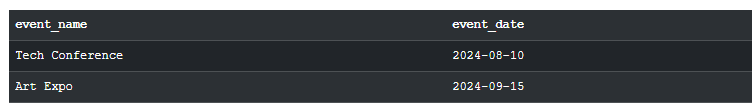 event_name event_date
Tech Conference 2024-08-10
Art Expo 2024-09-15